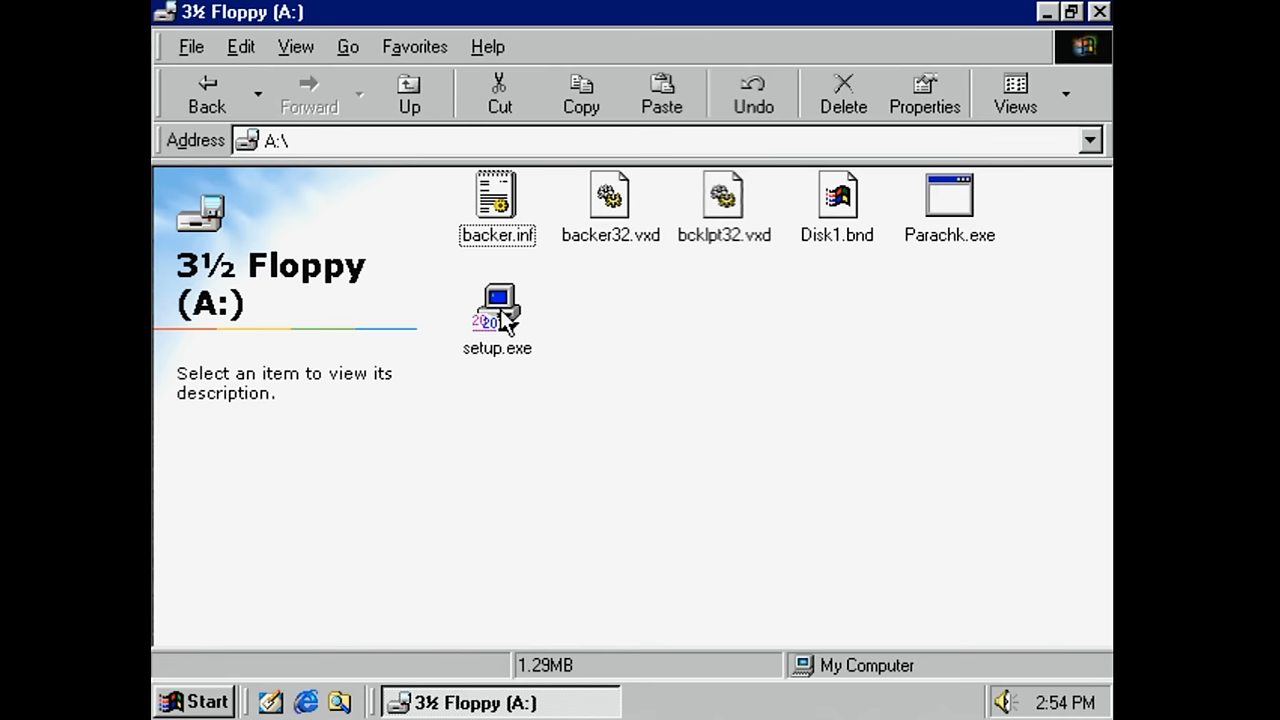 3½ Floppy (A:)
File Edit View Go Favorites Help
Back Forward Up Cut Copy Paste Undo Delete Properties Views
Address A:\
backer.inf backer32.vxd bcklpt32.vxd Disk1.bnd Parachk.exe
3½ Floppy
(A:)
setup.exe
Select an item to view its
description.
1.29MB My Computer
Start 3½ Floppy (A:) 2:54 PM